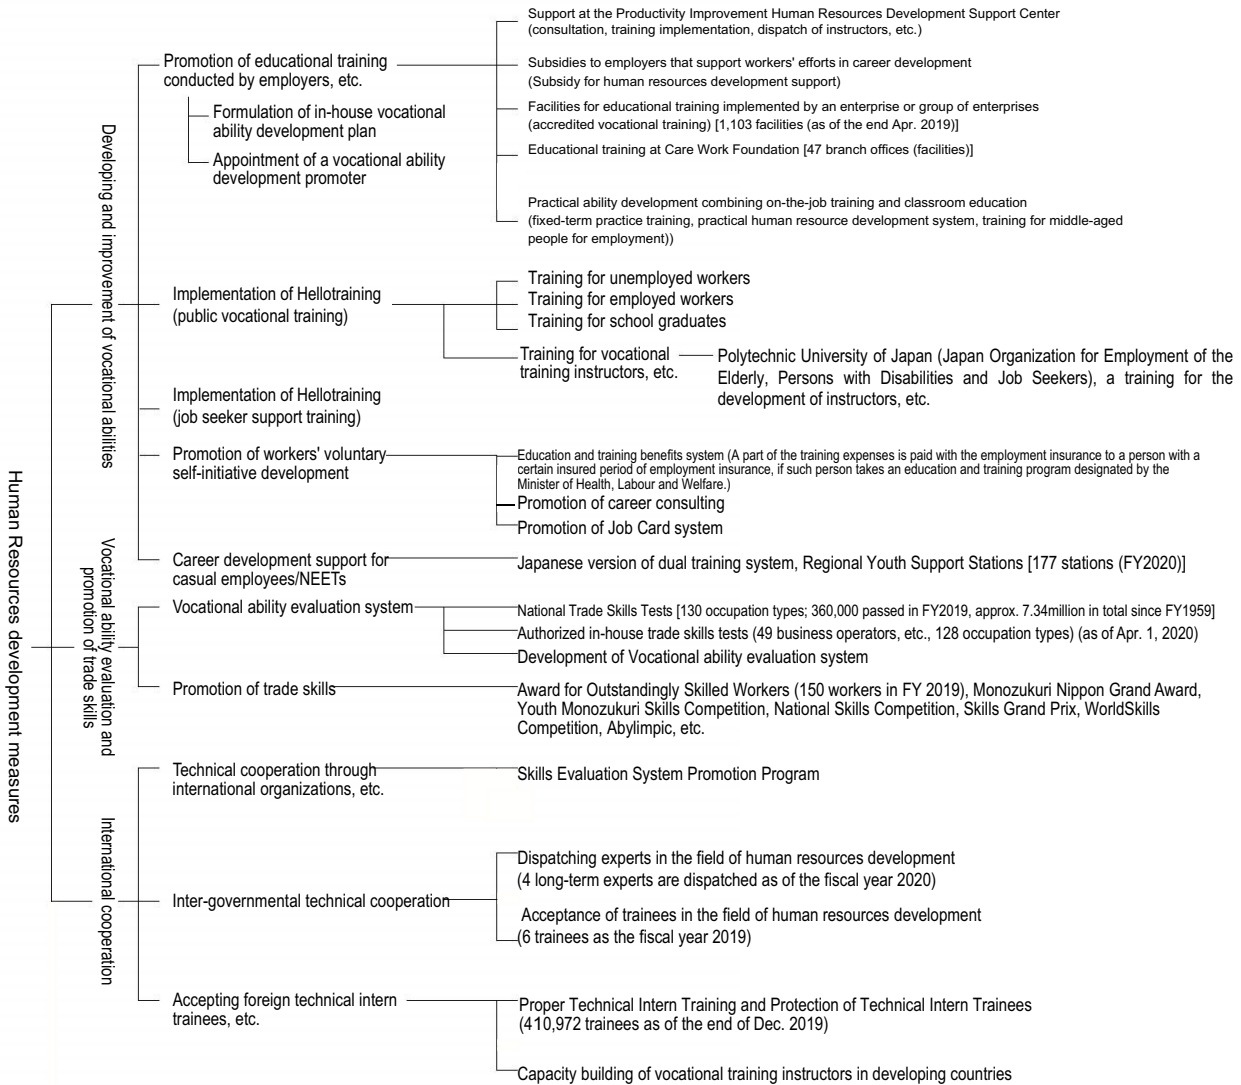 Human Resources development measures
Developing and improvement of vocational abilities
Promotion of educational training
conducted by employers, etc.
Formulation of in-house vocational
ability development plan
Appointment of a vocational ability
development promoter
Support at the Productivity Improvement Human Resources Development Support Center
(consultation, training implementation, dispatch of instructors, etc.)
Subsidies to employers that support workers' efforts in career development
(Subsidy for human resources development support)
Facilities for educational training implemented by an enterprise or group of enterprises
(accredited vocational training) [1,103 facilities (as of the end Apr. 2019)]
Educational training at Care Work Foundation [47 branch offices (facilities)]
Practical ability development combining on-the-job training and classroom education
(fixed-term practice training, practical human resource development system, training for middle-aged
people for employment))
Implementation of Hellotraining
(public vocational training)
Training for unemployed workers
Training for employed workers
Training for school graduates
Training for vocational
training instructors, etc.
Polytechnic University of Japan (Japan Organization for Employment of the
Elderly, Persons with Disabilities and Job Seekers), a training for the
development of instructors, etc.
Implementation of Hellotraining
(job seeker support training)
Promotion of workers' voluntary
self-initiative development
Education and training benefits system (A part of the training expenses is paid with the employment insurance to a person with a
certain insured period of employment insurance, if such person takes an education and training program designated by the
Minister of Health, Labour and Welfare.)
Promotion of career consulting
Promotion of Job Card system
Career development support for
casual employees/NEETs
Japanese version of dual training system, Regional Youth Support Stations [177 stations (FY2020)]
Vocational ability evaluation and
promotion of trade skills
Vocational ability evaluation system
National Trade Skills Tests [130 occupation types; 360,000 passed in FY2019, approx. 7.34million in total since FY1959]
Authorized in-house trade skills tests (49 business operators, etc., 128 occupation types) (as of Apr. 1, 2020)
Development of Vocational ability evaluation system
Promotion of trade skills
Award for Outstandingly Skilled Workers (150 workers in FY 2019), Monozukuri Nippon Grand Award,
Youth Monozukuri Skills Competition, National Skills Competition, Skills Grand Prix, WorldSkills
Competition, Abylimpic, etc.
International cooperation
Technical cooperation through
international organizations, etc.
Skills Evaluation System Promotion Program
Inter-governmental technical cooperation
Dispatching experts in the field of human resources development
(4 long-term experts are dispatched as of the fiscal year 2020)
Acceptance of trainees in the field of human resources development
(6 trainees as the fiscal year 2019)
Accepting foreign technical intern
trainees, etc.
Proper Technical Intern Training and Protection of Technical Intern Trainees
(410,972 trainees as of the end of Dec. 2019)
Capacity building of vocational training instructors in developing countries